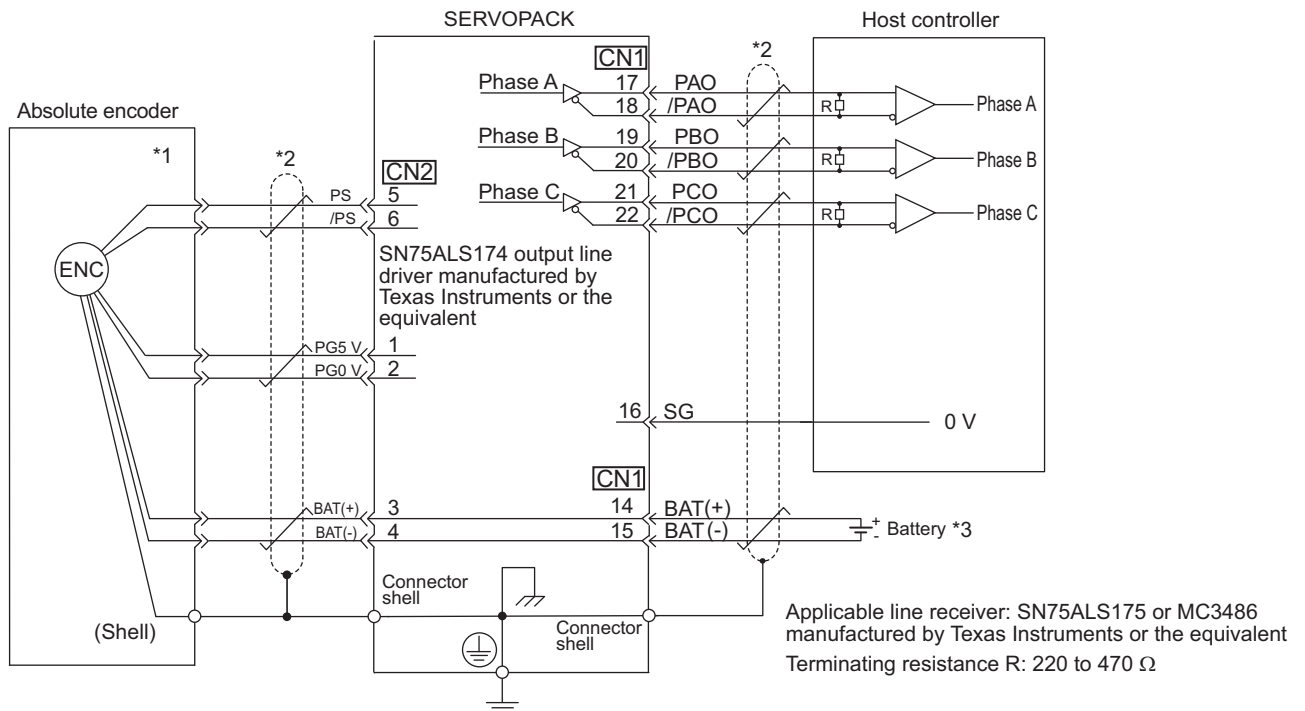 SERVOPACK
Host controller
Absolute encoder
*1
*2
CN2
PS
5
/PS
6
ENC
SN75ALS174 output line
driver manufactured by
Texas Instruments or the
equivalent
PG5 V
1
PG0 V
2
BAT(+)
3
BAT(-)
4
(Shell)
Connector
shell
CN1
*2
Phase A
17
PAO
18
/PAO
R
Phase A
Phase B
19
PBO
20
/PBO
R
Phase B
Phase C
21
PCO
22
/PCO
R
Phase C
16
SG
0 V
CN1
14
BAT(+)
15
BAT (-)
+
-
Battery *3
Connector
shell
Applicable line receiver: SN75ALS175 or MC3486
manufactured by Texas Instruments or the equivalent
Terminating resistance R: 220 to 470 Ω